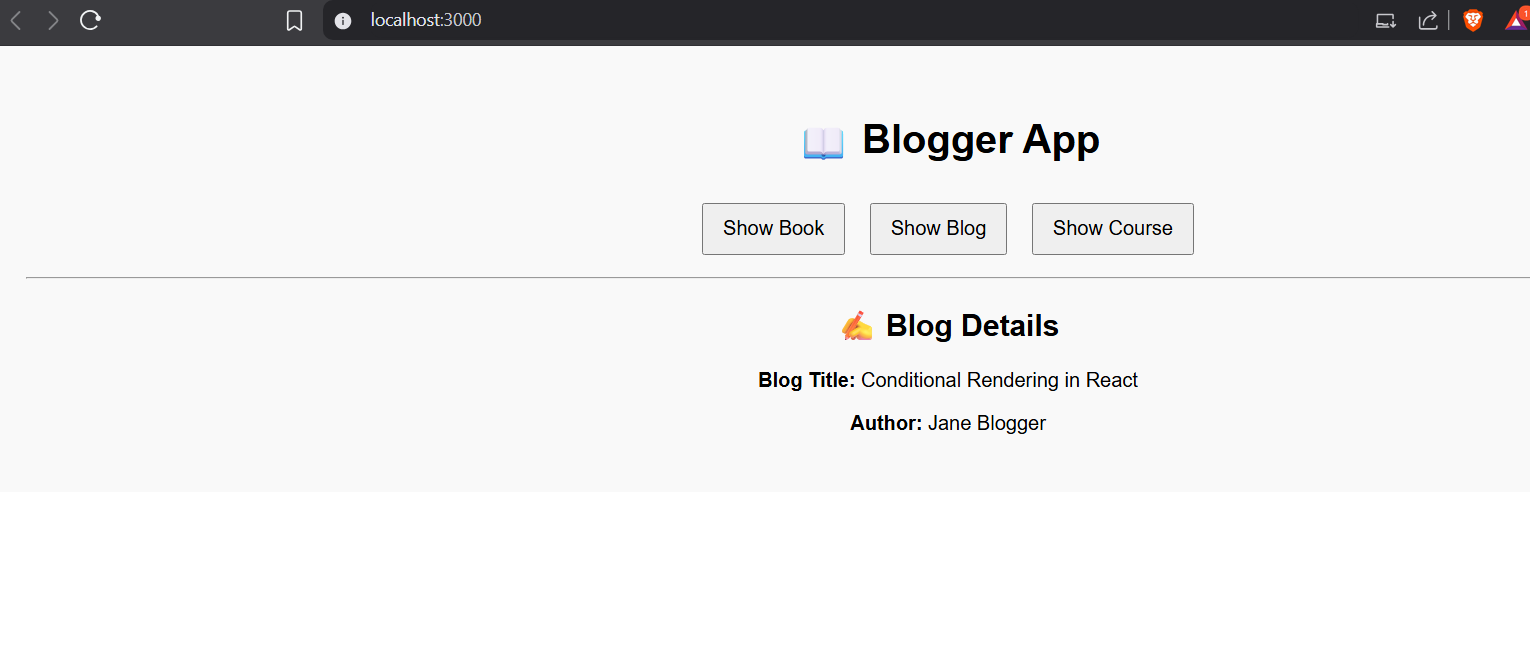 localhost:3000
1
📖 Blogger App
Show Book Show Blog Show Course
✍️ Blog Details
Blog Title: Conditional Rendering in React
Author: Jane Blogger